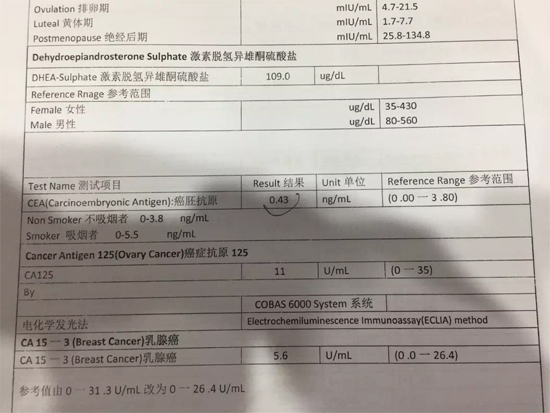 Ovulation 排卵期 mIU/mL 4.7-21.5
Luteal 黄体期 mIU/mL 1.7-7.7
Postmenopause 绝经后期 mIU/mL 25.8-134.8
Dehydroepiandrosterone Sulphate 激素脱氢异雄酮硫酸盐
DHEA-Sulphate 激素脱氢异雄酮硫酸盐 109.0 ug/dL
Reference Rnage 参考范围
Female 女性 ug/dL 35-430
Male 男性 ug/dL 80-560
Test Name 测试项目 Result 结果 Unit 单位 Reference Range 参考范围
CEA(Carcinoembryonic Antigen):癌胚抗原 0.43 ng/mL (0 .00 一 3 .80)
Non Smoker 不吸烟者 0-3.8 ng/mL
Smoker 吸烟者 0-5.5 ng/mL
Cancer Antigen 125(Ovary Cancer)癌症抗原 125
CA125 11 U/mL (0 一 35)
By
COBAS 6000 System 系统
电化学发光法 Electrochemiluminescence Immunoassay(ECLIA) method
CA 15 一 3 (Breast Cancer)乳腺癌
CA 15 一 3 (Breast Cancer)乳腺癌 5.6 U/mL (0 .0 一 26.4)
参考值由 0 一 31.3 U/mL 改为 0 一 26 .4 U/mL